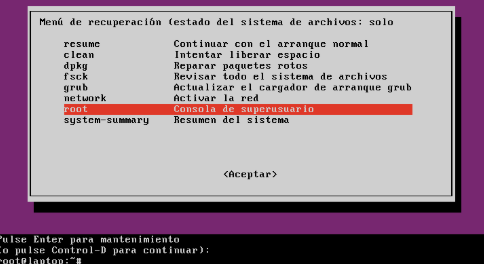 Menú de recuperación (estado del sistema de archivos: solo
resume Continuar con el arranque normal
clean Intentar liberar espacio
dpkg Reparar paquetes rotos
fsck Revisar todo el sistema de archivos
grub Actualizar el cargador de arranque grub
network Activar la red
root Consola de superusuario
system-summary Resumen del sistema
<Aceptar>
Pulse Enter para mantenimiento
(o pulse Control-D para continuar):
root@laptop:~#